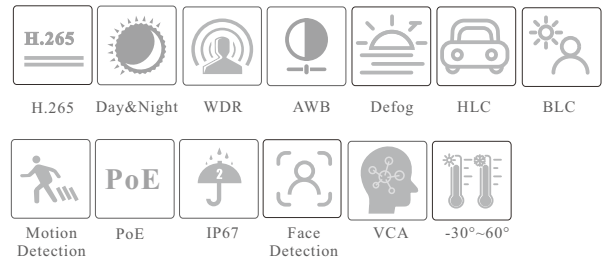 H.265
H.265 Day&Night WDR AWB Defog HLC BLC
PoE 2
Motion Detection PoE IP67 Face Detection VCA -30°~60°